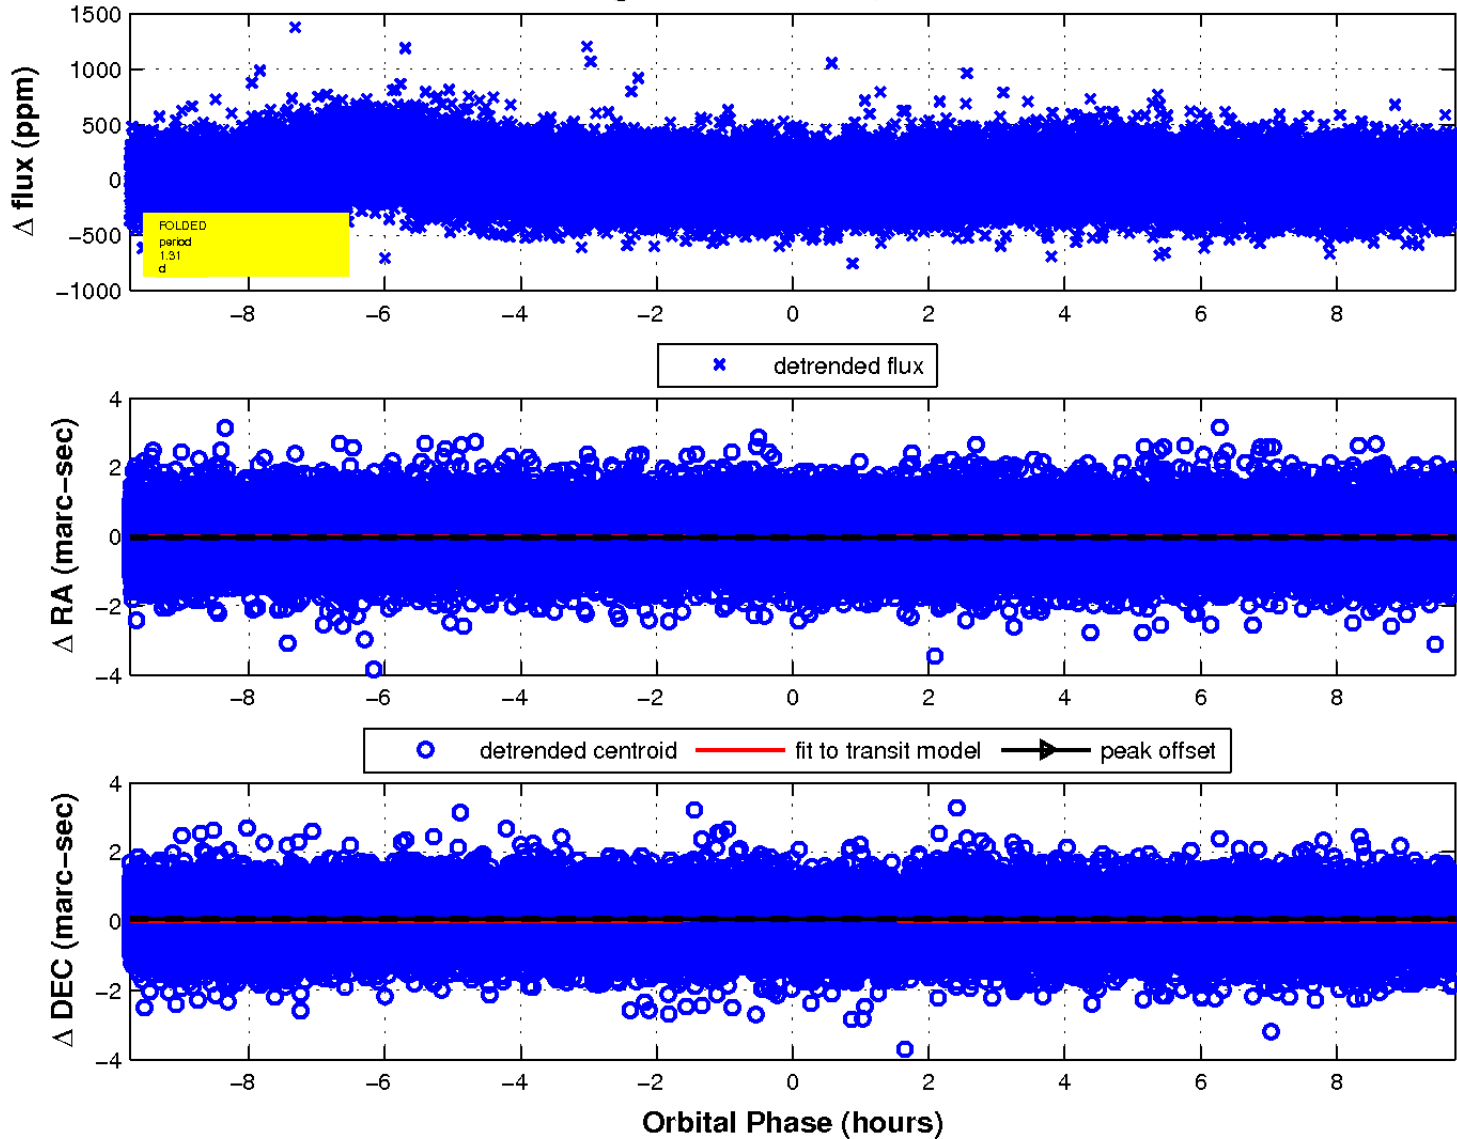 1500
1000
500
0
−500
−1000
Δ flux (ppm)
FOLDED
period
1.31
d
−8 −6 −4 −2 0 2 4 6 8
detrended flux
4
2
0
−2
−4
Δ RA (marc−sec)
−8 −6 −4 −2 0 2 4 6 8
detrended centroid fit to transit model peak offset
4
2
0
−2
−4
Δ DEC (marc−sec)
−8 −6 −4 −2 0 2 4 6 8
Orbital Phase (hours)